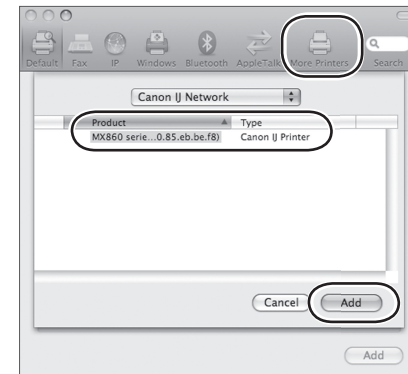 Default Fax IP Windows Bluetooth AppleTalk More Printers Search
Canon IJ Network
Product Type
MX860 serie...0.85.eb.be.f8) Canon IJ Printer
Cancel Add
Add